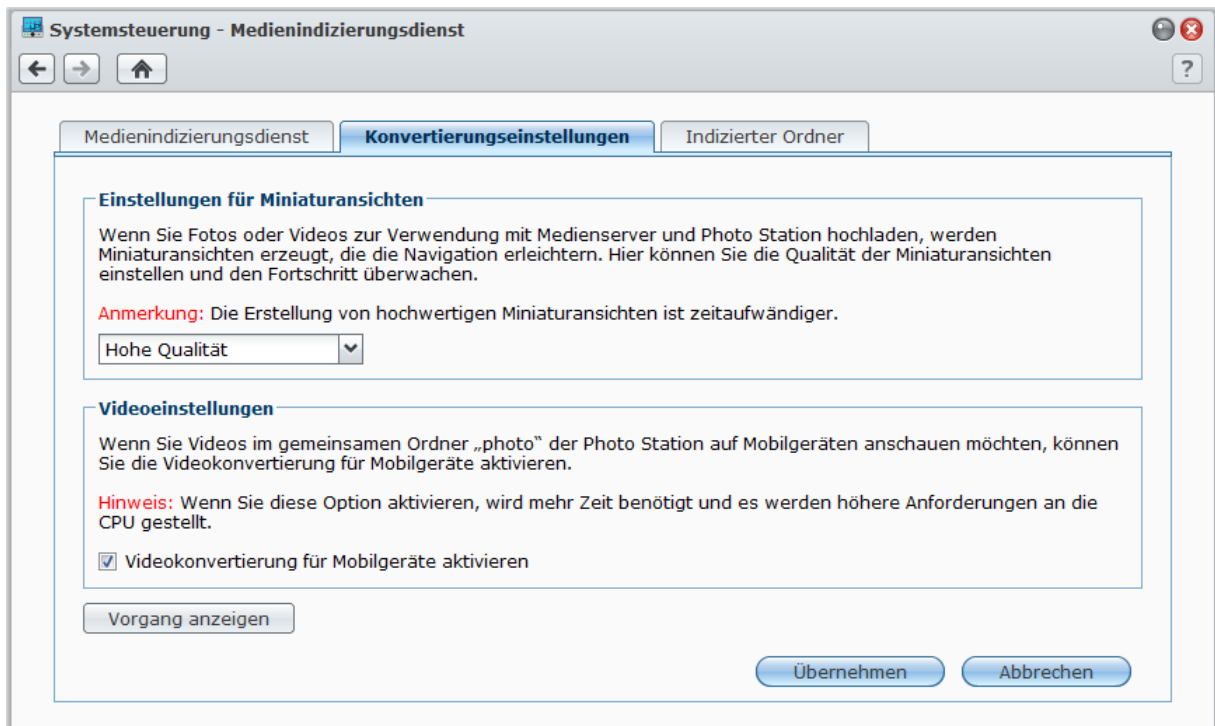 Systemsteuerung - Medienindizierungsdienst
?
Medienindizierungsdienst
Konvertierungseinstellungen
Indizierter Ordner
Einstellungen für Miniaturansichten
Wenn Sie Fotos oder Videos zur Verwendung mit Medienserver und Photo Station hochladen, werden
Miniaturansichten erzeugt, die die Navigation erleichtern. Hier können Sie die Qualität der Miniaturansichten
einstellen und den Fortschritt überwachen.
Anmerkung: Die Erstellung von hochwertigen Miniaturansichten ist zeitaufwändiger.
Hohe Qualität
Videoeinstellungen
Wenn Sie Videos im gemeinsamen Ordner „photo“ der Photo Station auf Mobilgeräten anschauen möchten, können
Sie die Videokonvertierung für Mobilgeräte aktivieren.
Hinweis: Wenn Sie diese Option aktivieren, wird mehr Zeit benötigt und es werden höhere Anforderungen an die
CPU gestellt.
Videokonvertierung für Mobilgeräte aktivieren
Vorgang anzeigen
Übernehmen
Abbrechen